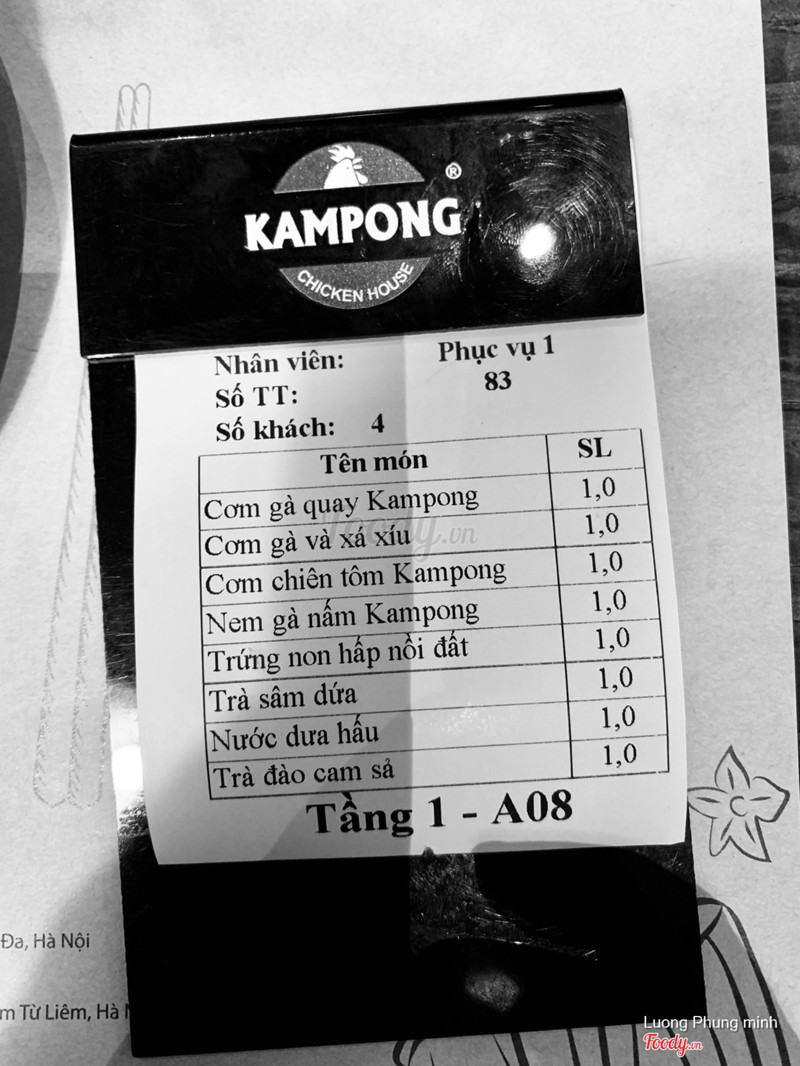 ®
KAMPONG
CHICKEN HOUSE
Nhân viên: Phục vụ 1
Số TT: 83
Số khách: 4
Tên món SL
Cơm gà quay Kampong 1,0
Cơm gà và xá xíu 1,0
Cơm chiên tôm Kampong 1,0
Nem gà nấm Kampong 1,0
Trứng non hấp nồi đất 1,0
Trà sâm dứa 1,0
Nước dưa hấu 1,0
Trà đào cam sả 1,0
Tầng 1 - A08
Foody.vn
Đa, Hà Nội
m Từ Liêm, Hà
Luong Phung minh
Foody.vn